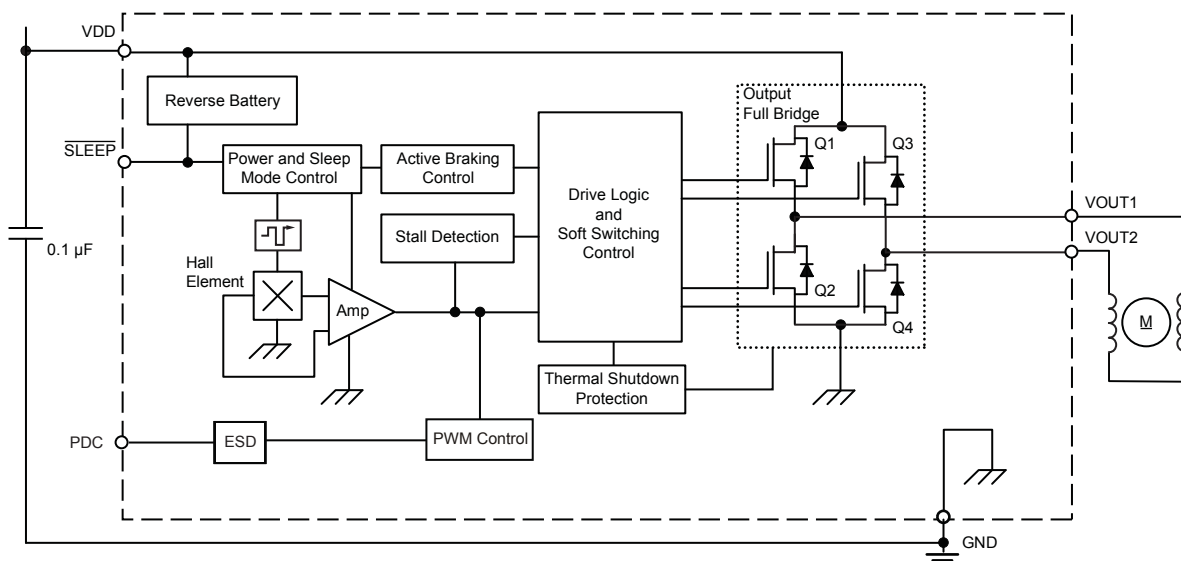 VDD
Reverse Battery
SLEEP
Power and Sleep
Mode Control
Active Braking
Control
Stall Detection
Hall
Element
Amp
0.1 µF
PDC
ESD
PWM Control
Drive Logic
and
Soft Switching
Control
Thermal Shutdown
Protection
Output
Full Bridge
Q1
Q3
Q2
Q4
VOUT1
VOUT2
M
GND